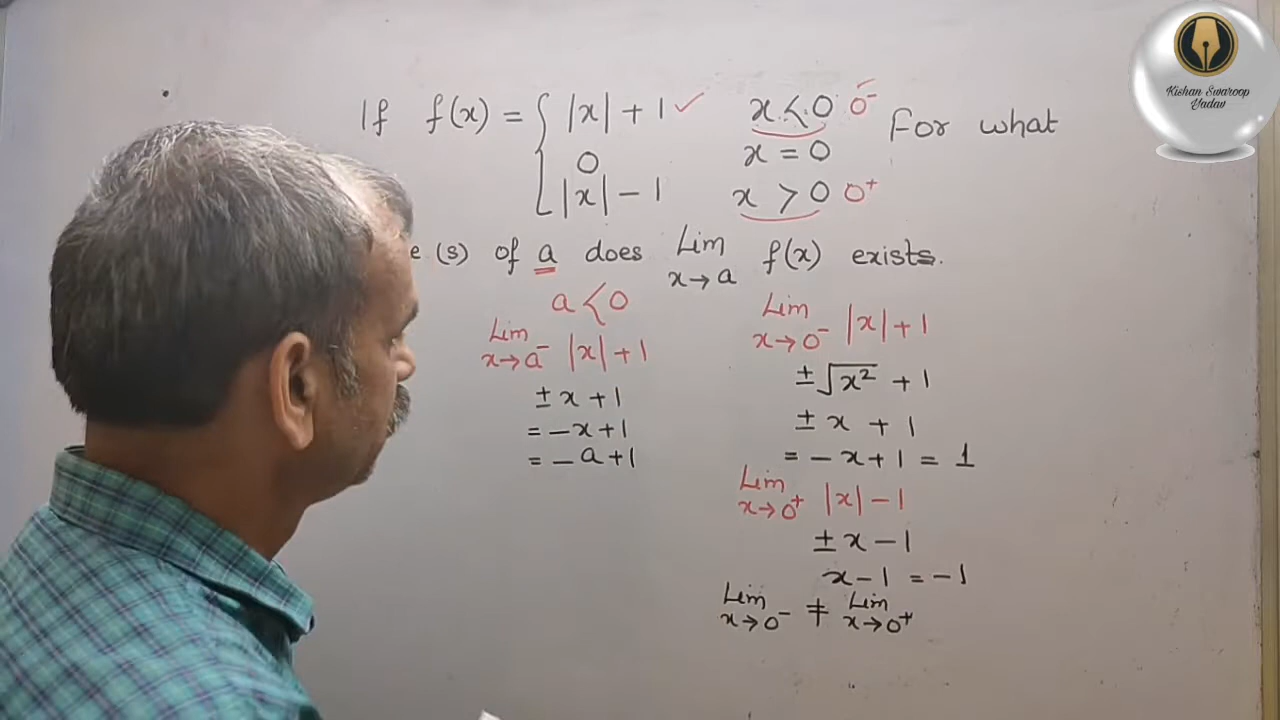 Kishan Swaroop
Yadav
If f(x) = { |x| + 1 ✓ x < 0 0⁻ For what
0 x = 0
|x| - 1 x > 0 0⁺
(s) of a does Lim x→a f(x) exists.
a < 0
Lim x→a⁻ |x| + 1
± x + 1
= - x + 1
= - a + 1
Lim x→0⁻ |x| + 1
± √x² + 1
± x + 1
= - x + 1 = 1
Lim x→0⁺ |x| - 1
± x - 1
x - 1 = -1
Lim x→0⁻ ≠ Lim x→0⁺